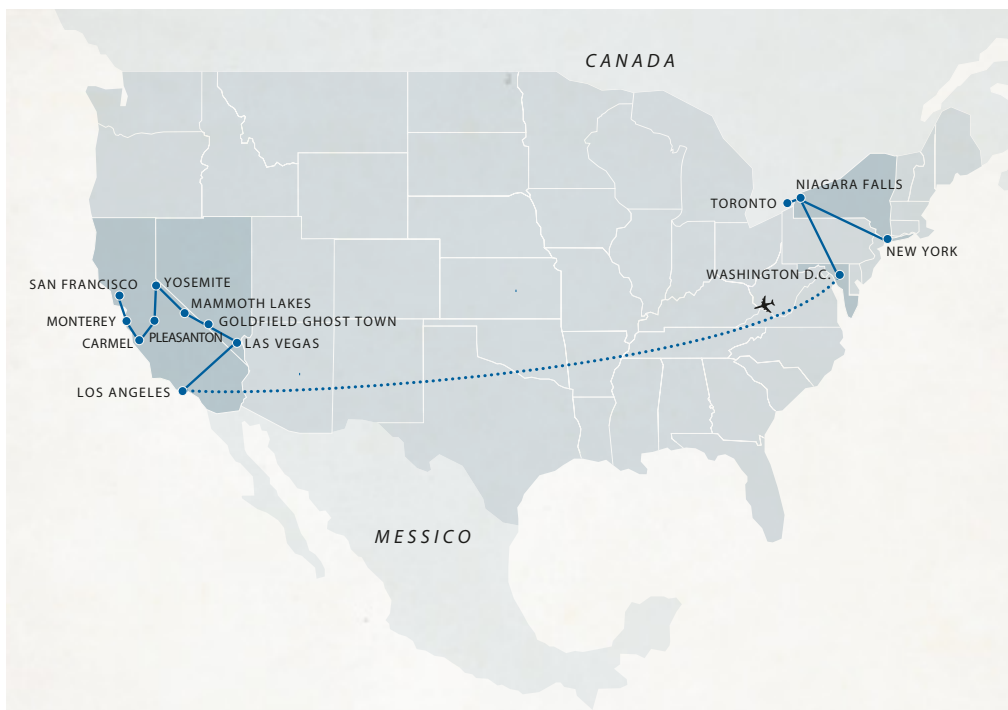 CANADA
NIAGARA FALLS
TORONTO
NEW YORK
WASHINGTON D.C.
SAN FRANCISCO
YOSEMITE
MAMMOTH LAKES
MONTEREY
GOLDFIELD GHOST TOWN
CARMEL
PLEASANTON
LAS VEGAS
LOS ANGELES
MESSICO